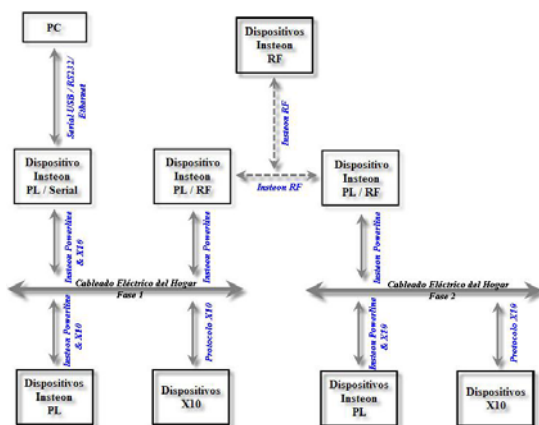 PC
Dispositivos
Insteon
RF
Serial USB / RS232/
Ethernet
Insteon RF
Dispositivo
Insteon
PL / Serial
Dispositivo
Insteon
PL / RF
Insteon RF
Dispositivo
Insteon
PL / RF
Insteon Powerline
& X10
Insteon Powerline
Insteon Powerline
Cableado Eléctrico del Hogar
Fase 1
Cableado Eléctrico del Hogar
Fase 2
Insteon Powerline
& X10
Protocolo X10
Insteon Powerline
& X10
Protocolo X10
Dispositivos
Insteon
PL
Dispositivos
X10
Dispositivos
Insteon
PL
Dispositivos
X10